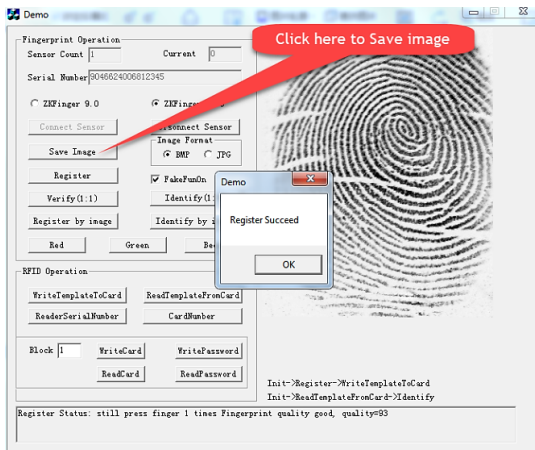 Demo
Click here to Save image
Fingerprint Operation
Sensor Count 1 Current 0
Serial Number 9046624006812345
ZKFinger 9.0
Connect Sensor Sensor
Image Format
Save Image BMP JPG
Register FakeFunOn
Verify(1:1) Identify(1:
Register by image Identify by
Red Green
Demo
Register Succeed
OK
RFID Operation
WriteTemplateToCard ReadTemplateFromCard
ReaderSerialNumber CardNumber
Block 1 WriteCard WritePassword
ReadCard ReadPassword
Init->Register->WriteTemplateToCard
Init->ReadTemplateFromCard->Identify
Register Status: still press finger 1 times Fingerprint quality good, quality=93